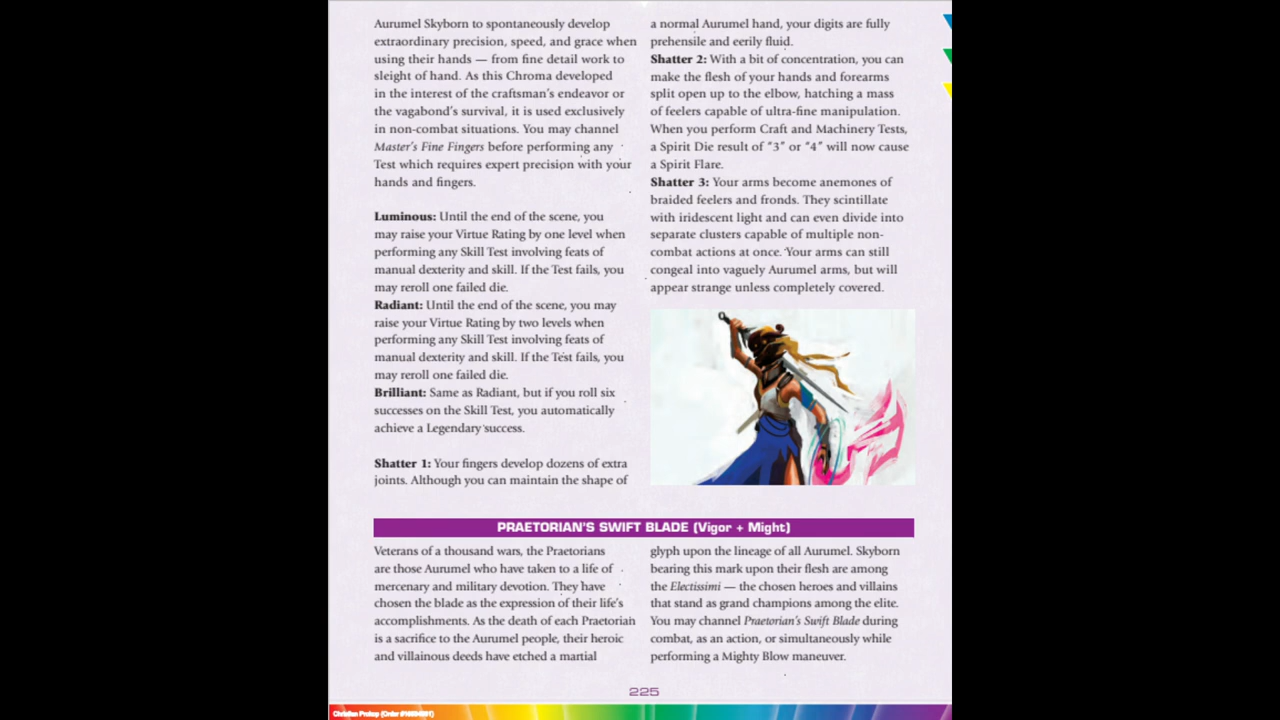 Aurumel Skyborn to spontaneously develop
extraordinary precision, speed, and grace when
using their hands — from fine detail work to
sleight of hand. As this Chroma developed
in the interest of the craftsman's endeavor or
the vagabond's survival, it is used exclusively
in non-combat situations. You may channel
Master's Fine Fingers before performing any
Test which requires expert precision with your
hands and fingers.
Luminous: Until the end of the scene, you
may raise your Virtue Rating by one level when
performing any Skill Test involving feats of
manual dexterity and skill. If the Test fails, you
may reroll one failed die.
Radiant: Until the end of the scene, you may
raise your Virtue Rating by two levels when
performing any Skill Test involving feats of
manual dexterity and skill. If the Test fails, you
may reroll one failed die.
Brilliant: Same as Radiant, but if you roll six
successes on the Skill Test, you automatically
achieve a Legendary success.
Shatter 1: Your fingers develop dozens of extra
joints. Although you can maintain the shape of
a normal Aurumel hand, your digits are fully
prehensile and eerily fluid.
Shatter 2: With a bit of concentration, you can
make the flesh of your hands and forearms
split open up to the elbow, hatching a mass
of feelers capable of ultra-fine manipulation.
When you perform Craft and Machinery Tests,
a Spirit Die result of "3" or "4" will now cause
a Spirit Flare.
Shatter 3: Your arms become anemones of
braided feelers and fronds. They scintillate
with iridescent light and can even divide into
separate clusters capable of multiple non-
combat actions at once. Your arms can still
congeal into vaguely Aurumel arms, but will
appear strange unless completely covered.
PRAETORIAN'S SWIFT BLADE (Vigor + Might)
Veterans of a thousand wars, the Praetorians
are those Aurumel who have taken to a life of
mercenary and military devotion. They have
chosen the blade as the expression of their life's
accomplishments. As the death of each Praetorian
is a sacrifice to the Aurumel people, their heroic
and villainous deeds have etched a martial
glyph upon the lineage of all Aurumel. Skyborn
bearing this mark upon their flesh are among
the Electissimi — the chosen heroes and villains
that stand as grand champions among the elite.
You may channel Praetorian's Swift Blade during
combat, as an action, or simultaneously while
performing a Mighty Blow maneuver.
225
Christian Prokop (Order